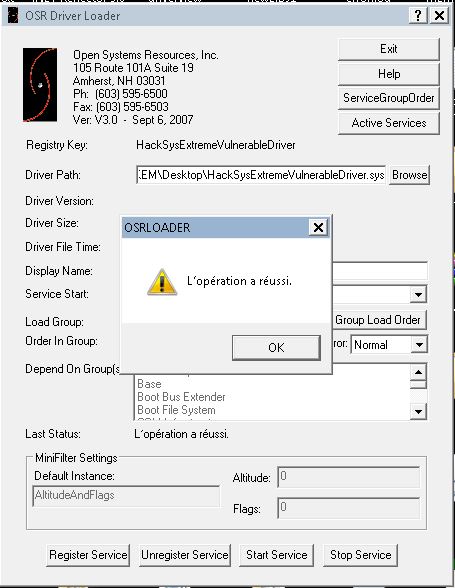 OSR Driver Loader
Open Systems Resources, Inc.
105 Route 101A Suite 19
Amherst, NH 03031
Ph: (603) 595-6500
Fax: (603) 595-6503
Ver: V3.0 - Sept 6, 2007
Exit
Help
ServiceGroupOrder
Active Services
Registry Key: HackSysExtremeVulnerableDriver
Driver Path: :EM\Desktop\HackSysExtremeVulnerableDriver.sys Browse
Driver Version:
Driver Size:
Driver File Time:
Display Name:
Service Start:
OSRLOADER
L'opération a réussi.
OK
Load Group: Group Load Order
Order In Group: ror: Normal
Depend On Group(s
Base
Boot Bus Extender
Boot File System
Last Status: L'opération a réussi.
MiniFilter Settings
Default Instance:
AltitudeAndFlags
Altitude: 0
Flags: 0
Register Service Unregister Service Start Service Stop Service